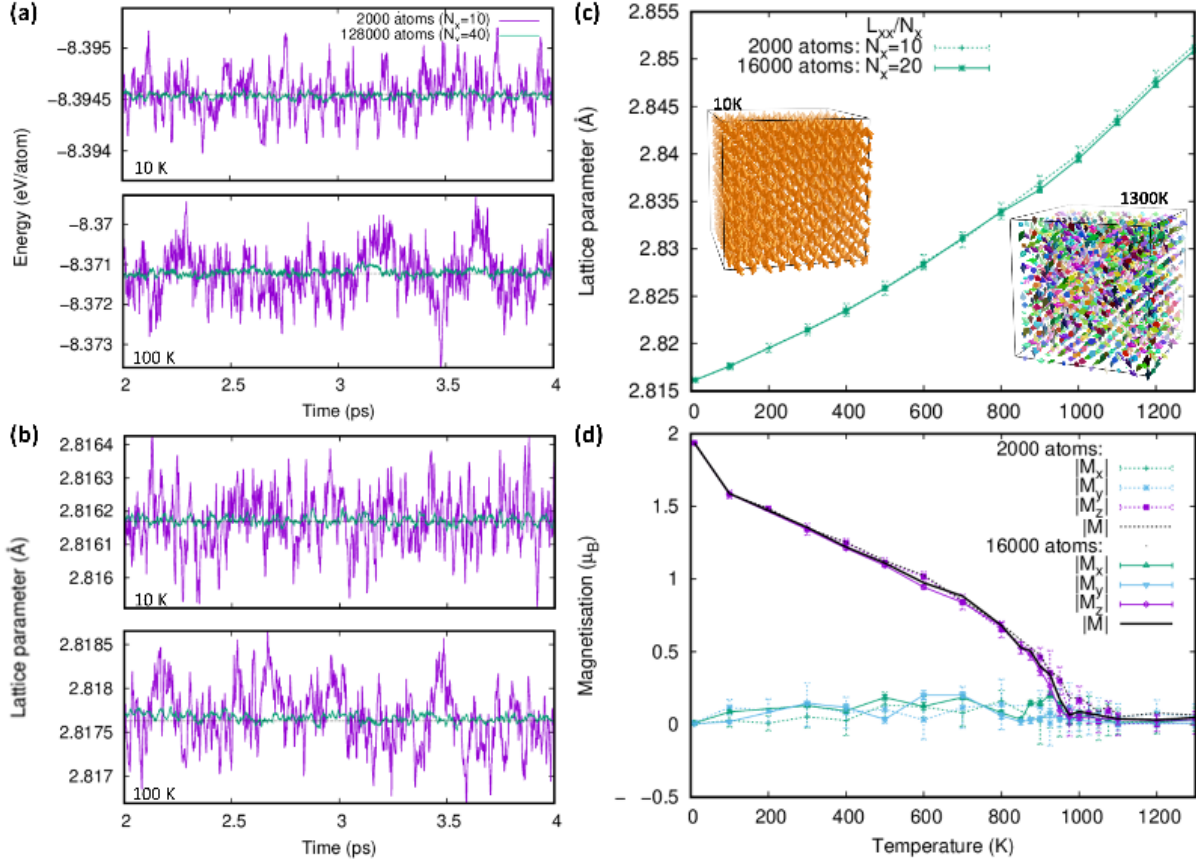 (a)
2000 atoms (Nx=10)
128000 atoms (Nx=40)
−8.395
−8.3945
−8.394
10 K
−8.37
−8.371
−8.372
−8.373
100 K
Energy (eV/atom)
2
2.5
3
3.5
4
Time (ps)
(b)
2.8164
2.8163
2.8162
2.8161
2.816
10 K
2.8185
2.818
2.8175
2.817
100 K
Lattice parameter (Å)
2
2.5
3
3.5
4
Time (ps)
(c)
Lxx/Nx
2000 atoms: Nx=10
16000 atoms: Nx=20
10K
1300K
2.855
2.85
2.845
2.84
2.835
2.83
2.825
2.82
2.815
Lattice parameter (Å)
0
200
400
600
800
1000
1200
(d)
2000 atoms:
|Mx|
|My|
|Mz|
|M|
16000 atoms:
|Mx|
|My|
|Mz|
|M|
2
1.5
1
0.5
0
−0.5
−
Magnetisation (μB)
0
200
400
600
800
1000
1200
Temperature (K)